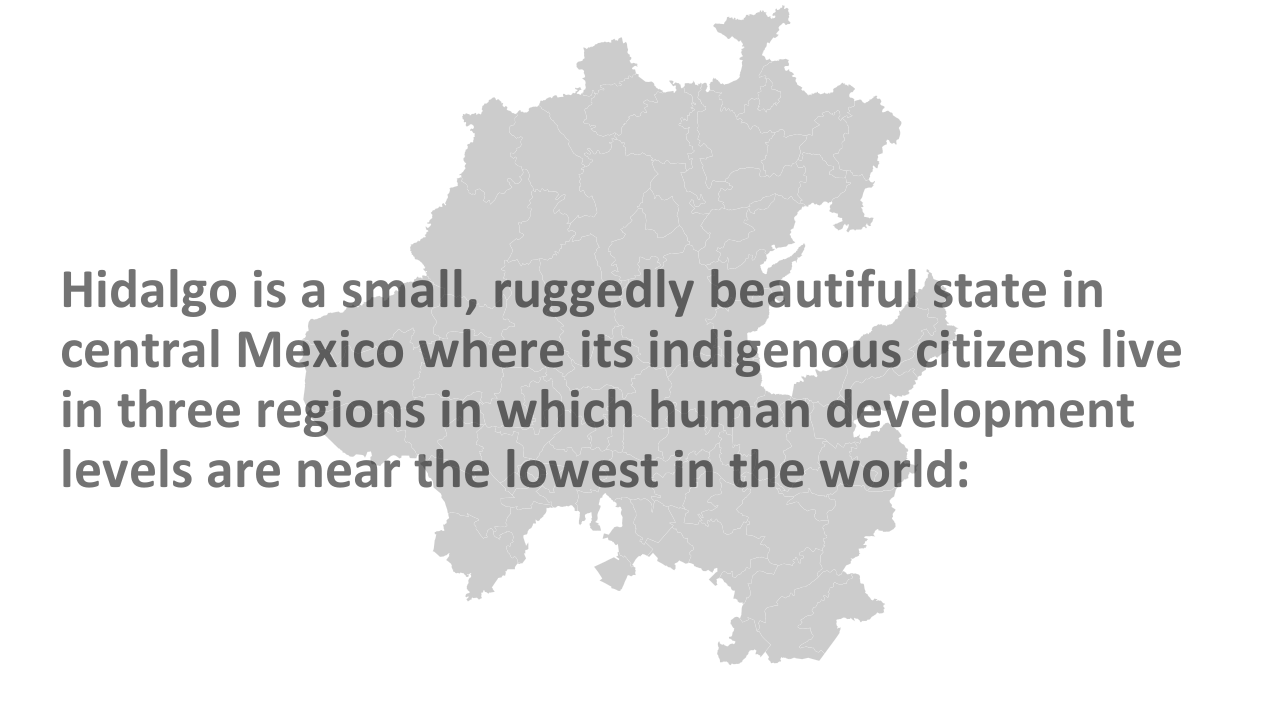 Hidalgo is a small, ruggedly beautiful state in
central Mexico where its indigenous citizens live
in three regions in which human development
levels are near the lowest in the world: